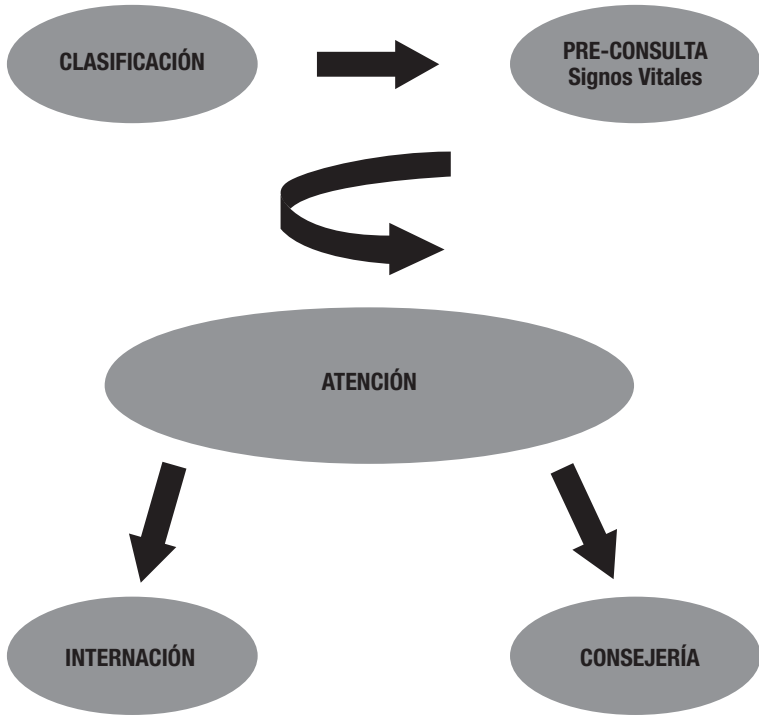 CLASIFICACIÓN
PRE-CONSULTA
Signos Vitales
ATENCIÓN
INTERNACIÓN
CONSEJERÍA